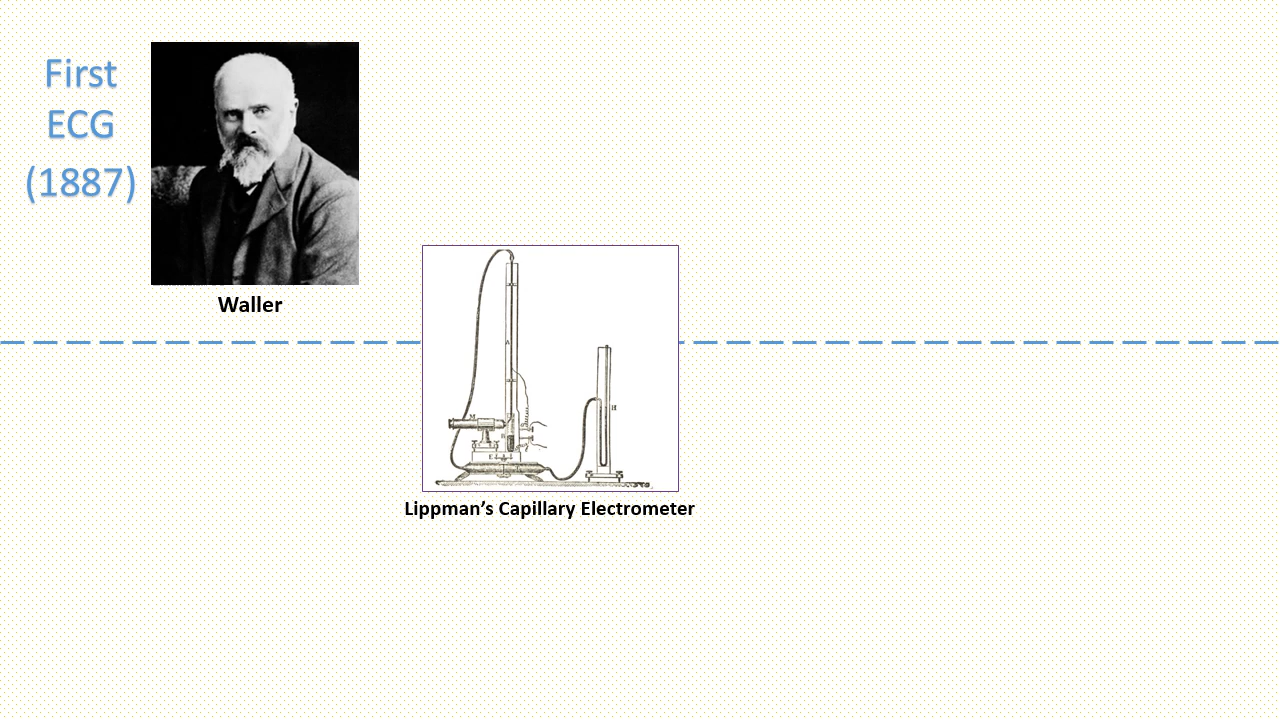 First
ECG
(1887)
Waller
A
M
H
E
Lippman’s Capillary Electrometer